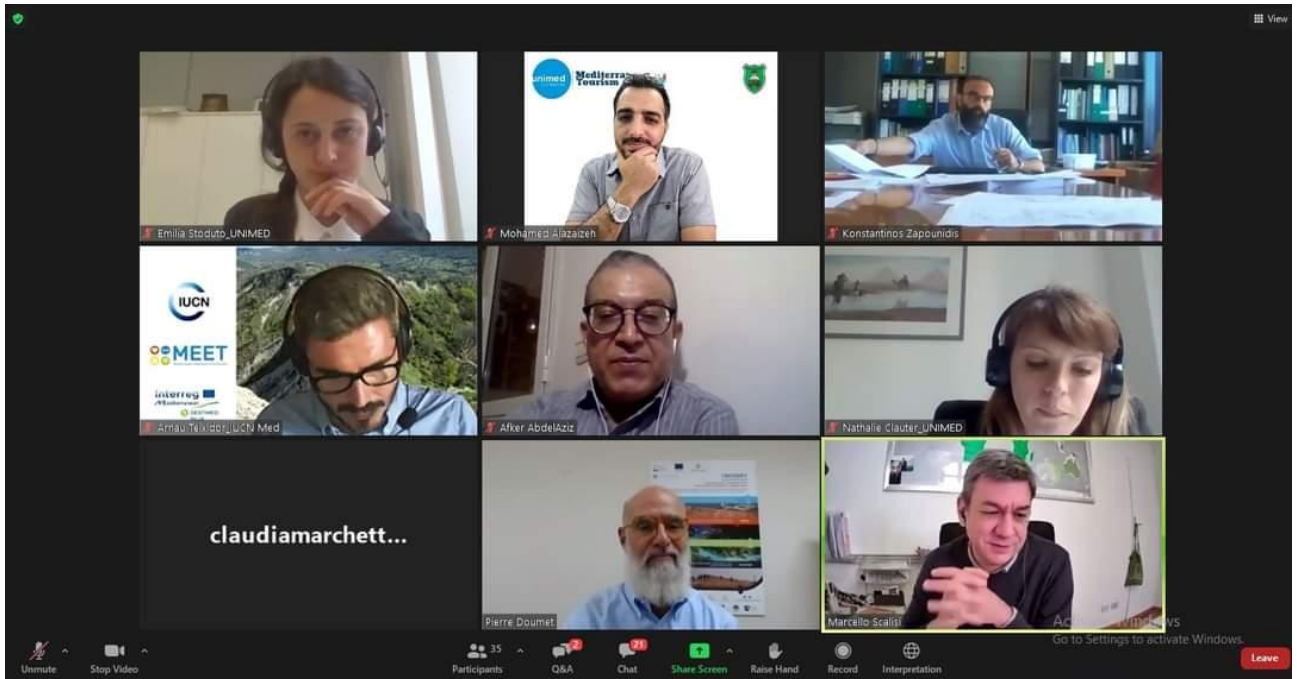 View
unimed
Mediterra
Tourism
Emilia Stoduto_UNIMED
Mohamed Alazaizeh
Konstantinos Zapounidis
IUCN
MEET
Interreg
Mediterranean
DESTIMED
Arnau Teixidor_IUCN Med
Afker AbdelAziz
Nathalie Clauter_UNIMED
claudiamarchett...
Pierre Doumet
Marcello Scalisi
Go to Settings to activate Windows.
Unmute
Stop Video
35
Participants
2
Q&A
21
Chat
Share Screen
Raise Hand
Record
Interpretation
Leave